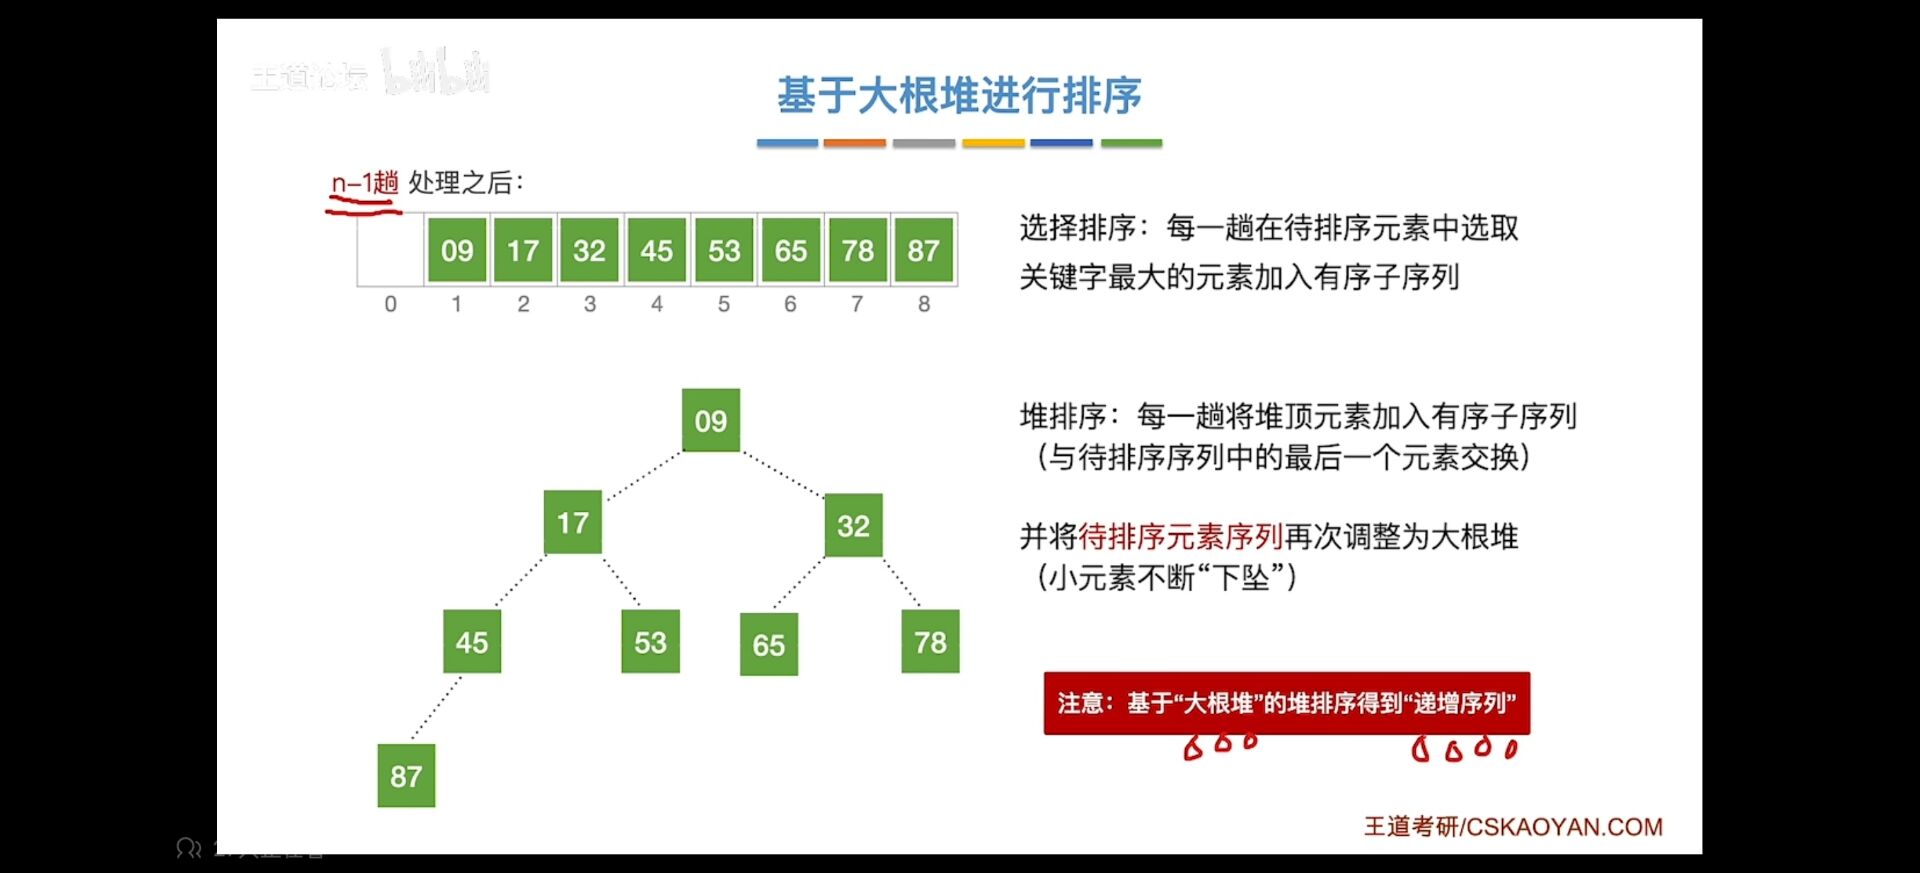 王道论坛 bilibili
基于大根堆进行排序
n-1趟 处理之后：
09 17 32 45 53 65 78 87
0 1 2 3 4 5 6 7 8
选择排序：每一趟在待排序元素中选取
关键字最大的元素加入有序子序列
09
17 32
45 53 65 78
87
堆排序：每一趟将堆顶元素加入有序子序列
（与待排序序列中的最后一个元素交换）
并将待排序元素序列再次调整为大根堆
（小元素不断“下坠”）
注意：基于“大根堆”的堆排序得到“递增序列”
王道考研/CSKAOYAN.COM